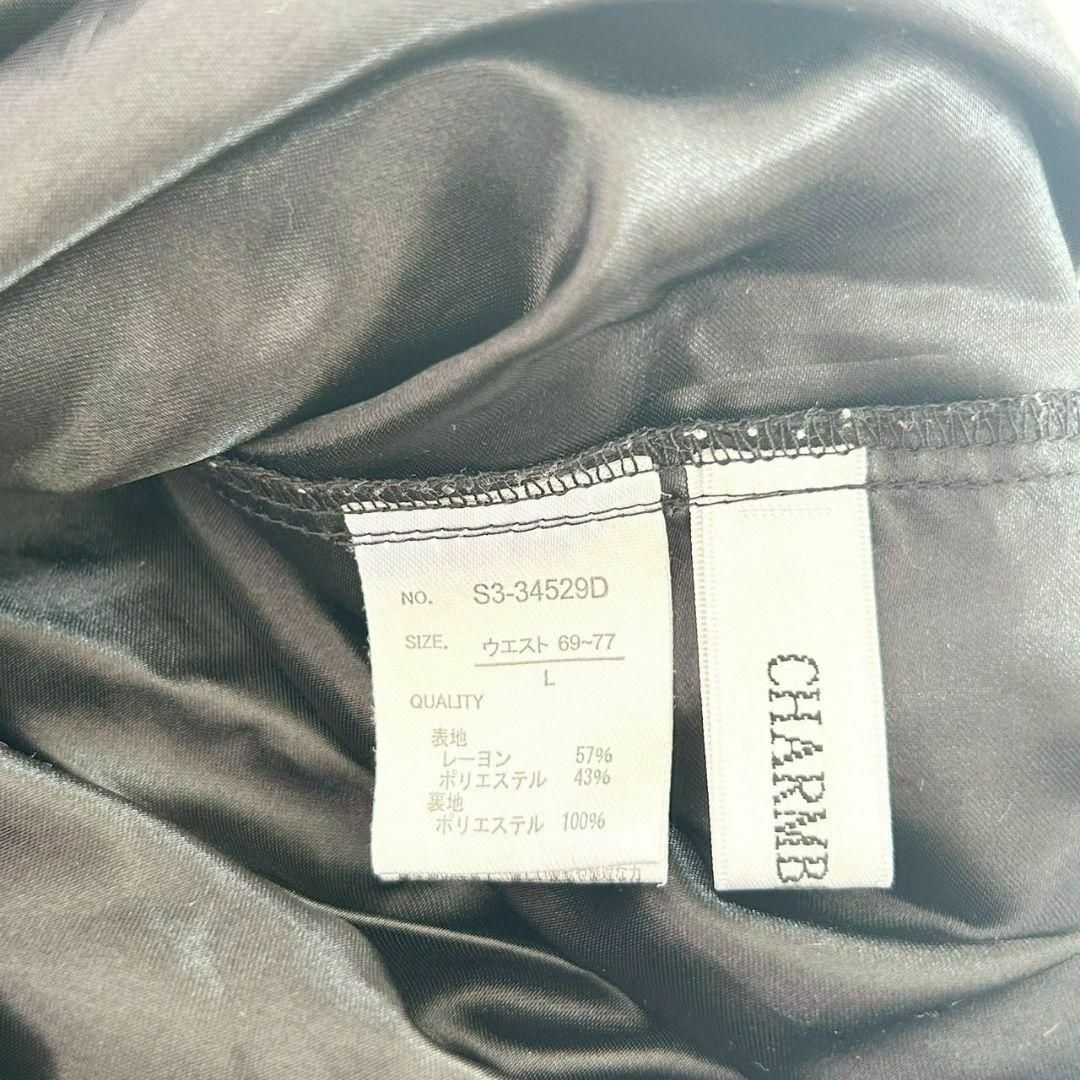 NO. S3-34529D
SIZE. ウエスト 69~77
L
QUALITY
表地
レーヨン 57%
ポリエステル 43%
裏地
ポリエステル 100%
CHARMB